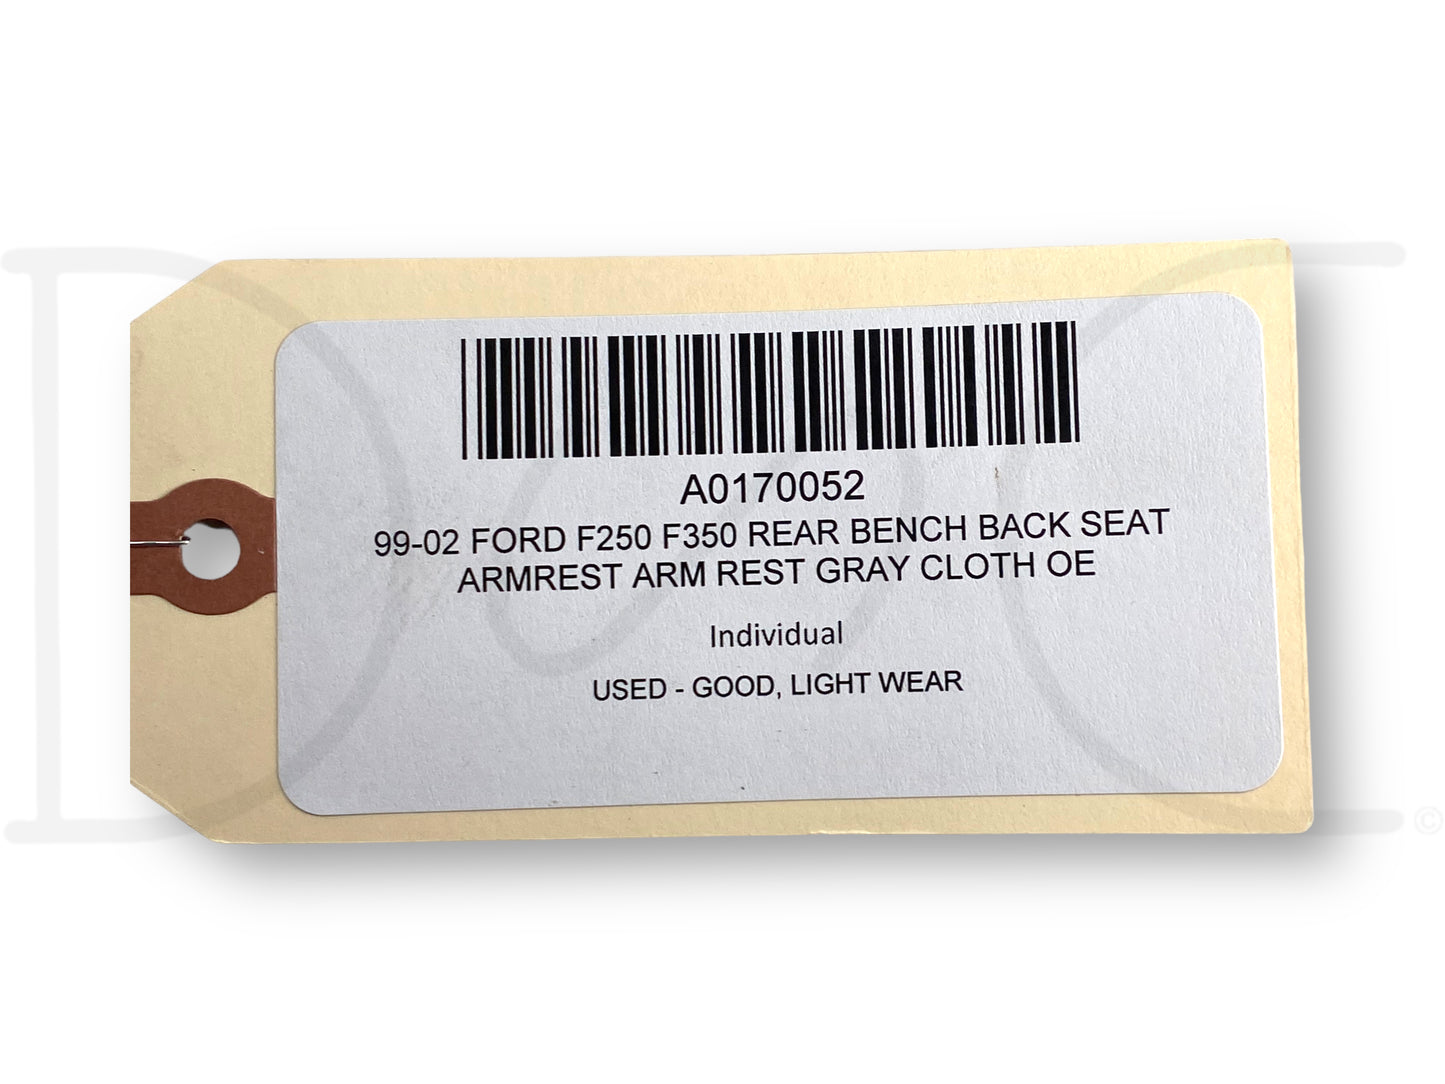 A0170052
99-02 FORD F250 F350 REAR BENCH BACK SEAT
ARMREST ARM REST GRAY CLOTH OE
Individual
USED - GOOD, LIGHT WEAR
©